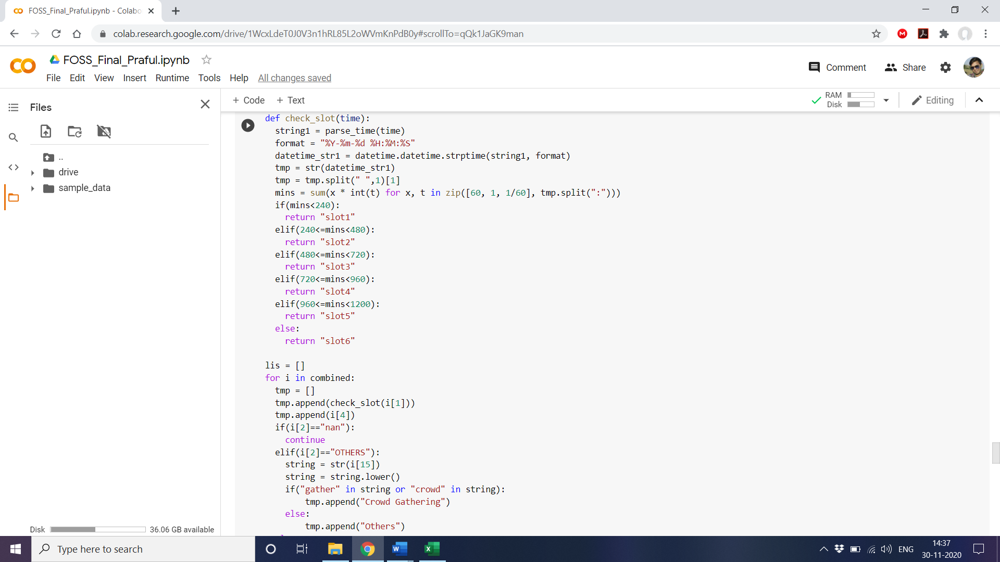 FOSS_Final_Praful.ipynb - Colabo
colab.research.google.com/drive/1WcxLdeT0J0V3n1hRL85L2oWVmKnPdB0y#scrollTo=qQk1JaGK9man
FOSS_Final_Praful.ipynb
Comment Share
File Edit View Insert Runtime Tools Help All changes saved
Files
+ Code + Text
RAM
Disk
Editing
..
drive
sample_data
def check_slot(time):
  string1 = parse_time(time)
  format = "%Y-%m-%d %H:%M:%S"
  datetime_str1 = datetime.datetime.strptime(string1, format)
  tmp = str(datetime_str1)
  tmp = tmp.split(" ",1)[1]
  mins = sum(x * int(t) for x, t in zip([60, 1, 1/60], tmp.split(":")))
  if(mins<240):
    return "slot1"
  elif(240<=mins<480):
    return "slot2"
  elif(480<=mins<720):
    return "slot3"
  elif(720<=mins<960):
    return "slot4"
  elif(960<=mins<1200):
    return "slot5"
  else:
    return "slot6"
lis = []
for i in combined:
  tmp = []
  tmp.append(check_slot(i[1]))
  tmp.append(i[4])
  if(i[2]=="nan"):
    continue
  elif(i[2]=="OTHERS"):
    string = str(i[15])
    string = string.lower()
    if("gather" in string or "crowd" in string):
        tmp.append("Crowd Gathering")
    else:
        tmp.append("Others")
Disk 36.06 GB available
Type here to search
ENG
14:37
30-11-2020